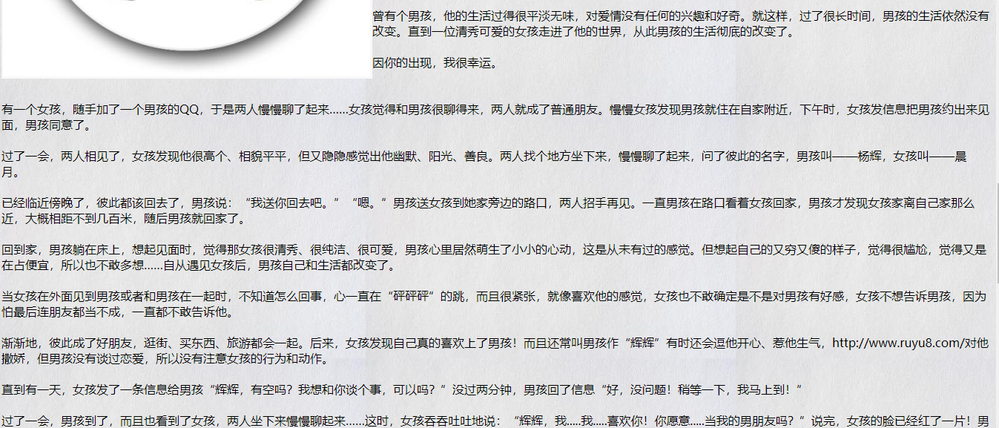 曾有个男孩，他的生活过得很平淡无味，对爱情没有任何的兴趣和好奇。就这样，过了很长时间，男孩的生活依然没有
改变。直到一位清秀可爱的女孩走进了他的世界，从此男孩的生活彻底的改变了。
因你的出现，我很幸运。
有一个女孩，随手加了一个男孩的QQ，于是两人慢慢聊了起来......女孩觉得和男孩很聊得来，两人就成了普通朋友。慢慢女孩发现男孩就住在自家附近，下午时，女孩发信息把男孩约出来见
面，男孩同意了。
过了一会，两人相见了，女孩发现他很高个、相貌平平，但又隐隐感觉出他幽默、阳光、善良。两人找个地方坐下来，慢慢聊了起来，问了彼此的名字，男孩叫——杨辉，女孩叫——晨
月。
已经临近傍晚了，彼此都该回去了，男孩说：“我送你回去吧。”“嗯。”男孩送女孩到她家旁边的路口，两人招手再见。一直男孩在路口看着女孩回家，男孩才发现女孩家离自己家那么
近，大概相距不到几百米，随后男孩就回家了。
回到家，男孩躺在床上，想起见面时，觉得那女孩很清秀、很纯洁、很可爱，男孩心里居然萌生了小小的心动，这是从未有过的感觉。但想起自己的又穷又傻的样子，觉得很尴尬，觉得又是
在占便宜，所以也不敢多想......自从遇见女孩后，男孩自己和生活都改变了。
当女孩在外面见到男孩或者和男孩在一起时，不知道怎么回事，心一直在“砰砰砰”的跳，而且很紧张，就像喜欢他的感觉，女孩也不敢确定是不是对男孩有好感，女孩不想告诉男孩，因为
怕最后连朋友都当不成，一直都不敢告诉他。
渐渐地，彼此成了好朋友，逛街、买东西、旅游都会一起。后来，女孩发现自己真的喜欢上了男孩！而且还常叫男孩作“辉辉”有时还会逗他开心、惹他生气，http://www.ruyu8.com/对他
撒娇，但男孩没有谈过恋爱，所以没有注意女孩的行为和动作。
直到有一天，女孩发了一条信息给男孩“辉辉，有空吗？我想和你谈个事，可以吗？”没过两分钟，男孩回了信息“好，没问题！稍等一下，我马上到！“
过了一会，男孩到了，而且也看到了女孩，两人坐下来慢慢聊起来......这时，女孩吞吞吐吐地说：“辉辉，我.....我.....喜欢你！你愿意.....当我的男朋友吗？”说完，女孩的脸已经红了一片！男